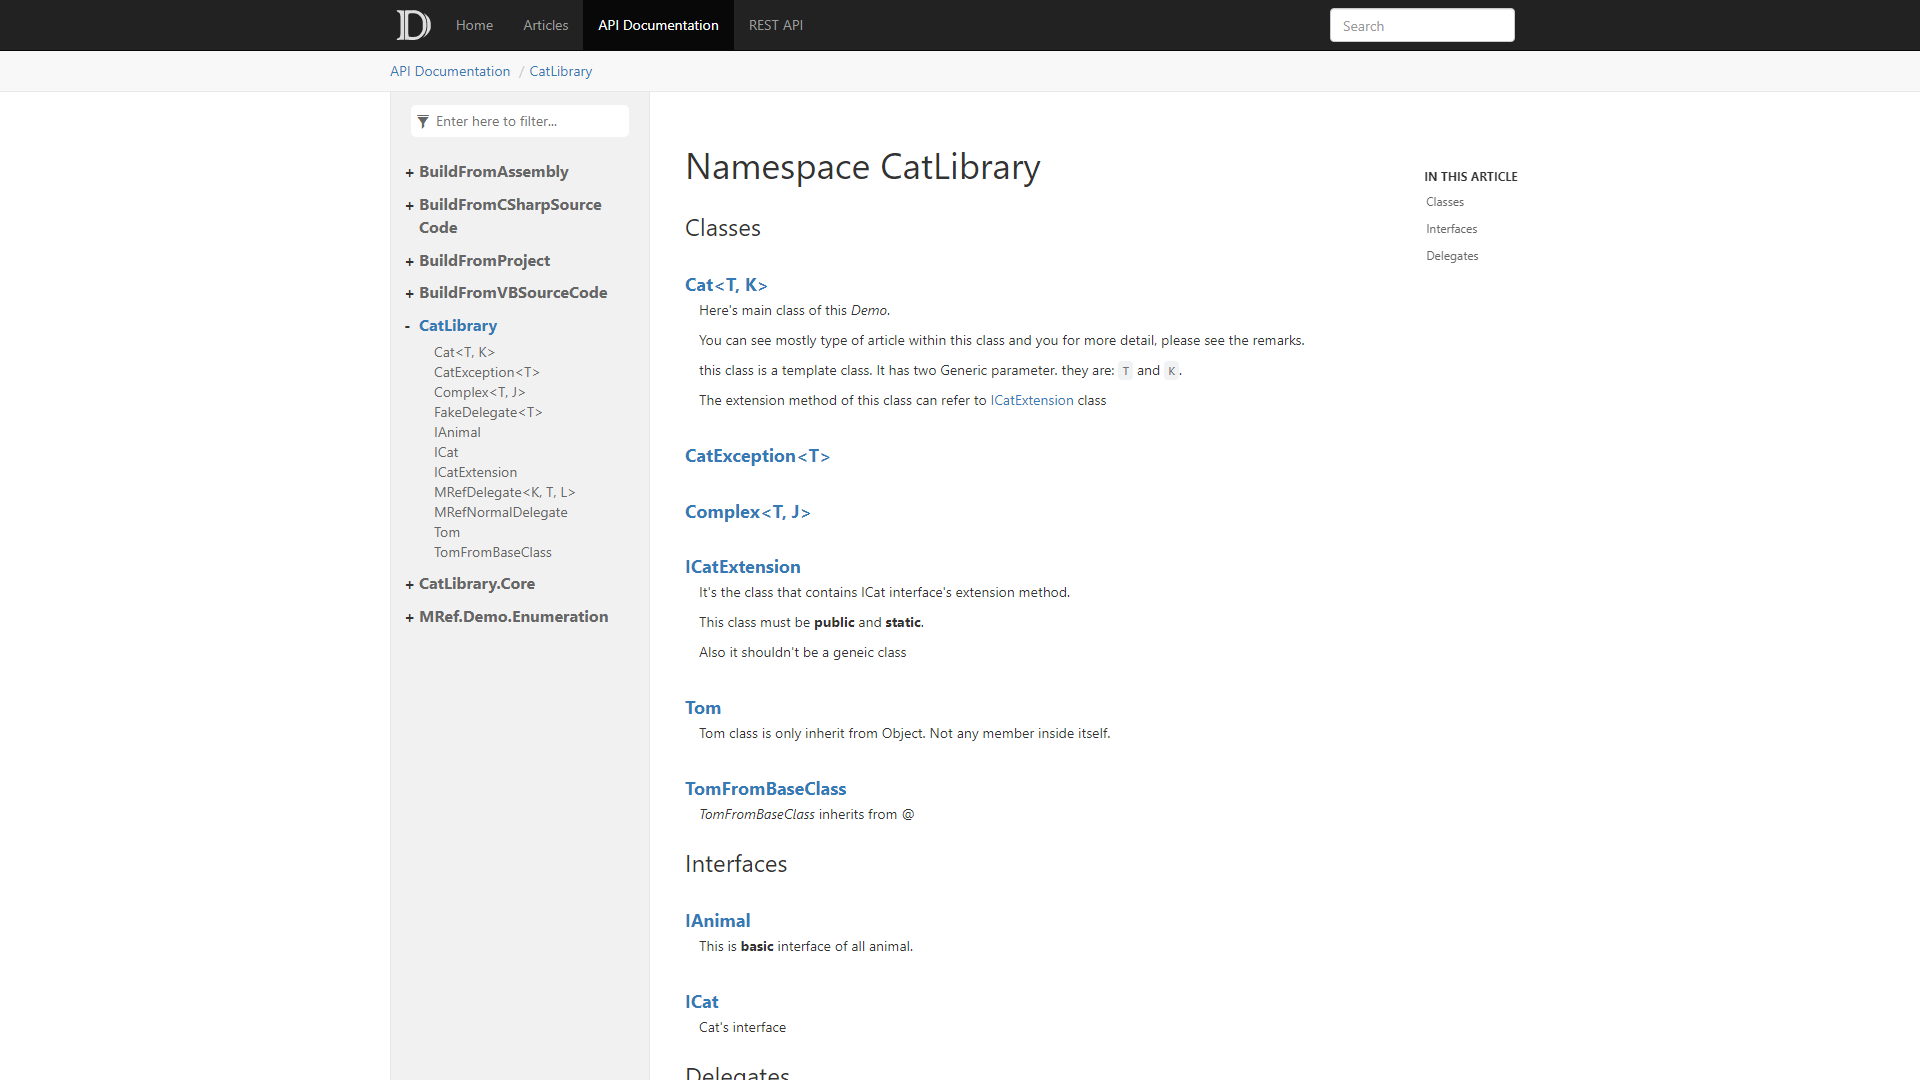 Home Articles API Documentation REST API Search
API Documentation / CatLibrary
Enter here to filter...
+ BuildFromAssembly
+ BuildFromCSharpSource
Code
+ BuildFromProject
+ BuildFromVBSourceCode
- CatLibrary
Cat<T, K>
CatException<T>
Complex<T, J>
FakeDelegate<T>
IAnimal
ICat
ICatExtension
MRefDelegate<K, T, L>
MRefNormalDelegate
Tom
TomFromBaseClass
+ CatLibrary.Core
+ MRef.Demo.Enumeration
Namespace CatLibrary
Classes
Cat<T, K>
Here's main class of this Demo.
You can see mostly type of article within this class and you for more detail, please see the remarks.
this class is a template class. It has two Generic parameter. they are: T and K.
The extension method of this class can refer to ICatExtension class
CatException<T>
Complex<T, J>
ICatExtension
It's the class that contains ICat interface's extension method.
This class must be public and static.
Also it shouldn't be a geneic class
Tom
Tom class is only inherit from Object. Not any member inside itself.
TomFromBaseClass
TomFromBaseClass inherits from @
Interfaces
IAnimal
This is basic interface of all animal.
ICat
Cat's interface
Delegates
IN THIS ARTICLE
Classes
Interfaces
Delegates